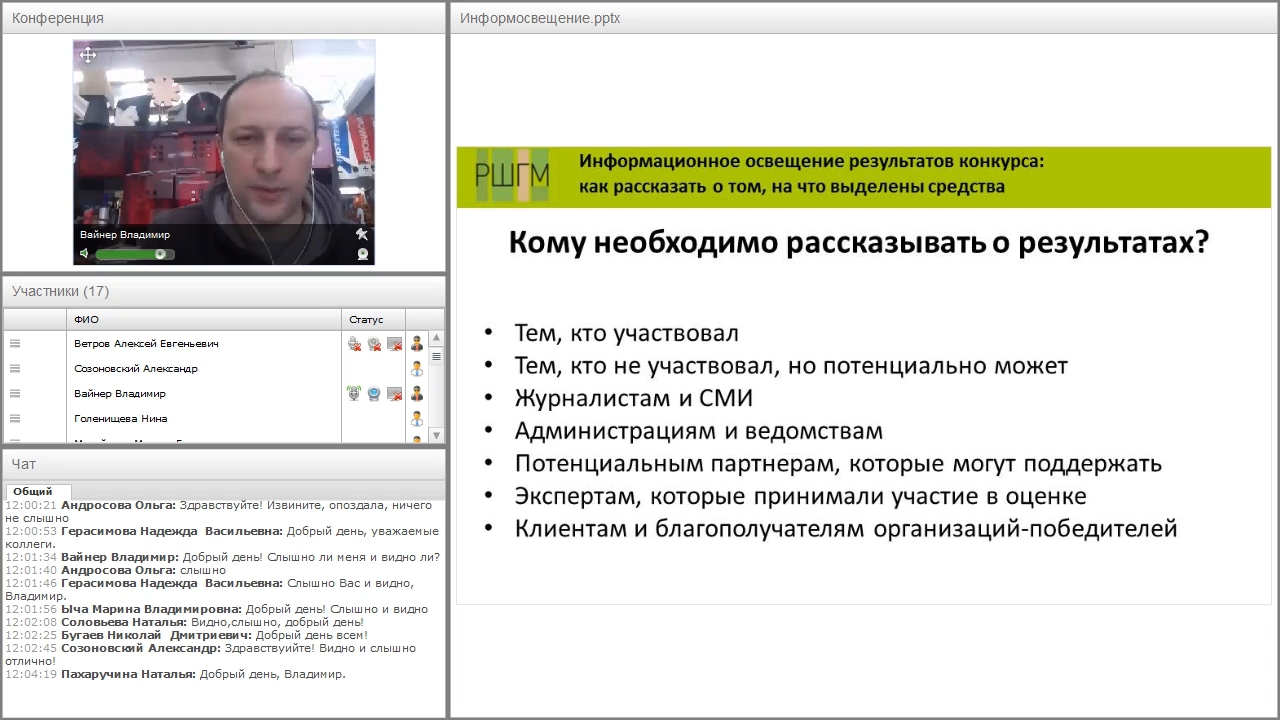 Конференция
Вайнер Владимир
Участники (17)
ФИО Статус
Ветров Алексей Евгеньевич
Созоновский Александр
Вайнер Владимир
Голенищева Нина
Чат
Общий
12:00:21 Андросова Ольга: Здравствуйте! Извините, опоздала, ничего
не слышно
12:00:53 Герасимова Надежда Васильевна: Добрый день, уважаемые
коллеги.
12:01:34 Вайнер Владимир: Добрый день! Слышно ли меня и видно ли?
12:01:40 Андросова Ольга: слышно
12:01:46 Герасимова Надежда Васильевна: Слышно Вас и видно,
Владимир.
12:01:56 Ыча Марина Владимировна: Добрый день! Слышно и видно
12:02:08 Соловьева Наталья: Видно,слышно, добрый день!
12:02:25 Бугаев Николай Дмитриевич: Добрый день всем!
12:02:45 Созоновский Александр: Здравствуийте! Видно и слышно
отлично!
12:04:19 Пахаручина Наталья: Добрый день, Владимир.
Информосвещение.pptx
РШГМ
Информационное освещение результатов конкурса:
как рассказать о том, на что выделены средства
Кому необходимо рассказывать о результатах?
• Тем, кто участвовал
• Тем, кто не участвовал, но потенциально может
• Журналистам и СМИ
• Администрациям и ведомствам
• Потенциальным партнерам, которые могут поддержать
• Экспертам, которые принимали участие в оценке
• Клиентам и благополучателям организаций-победителей